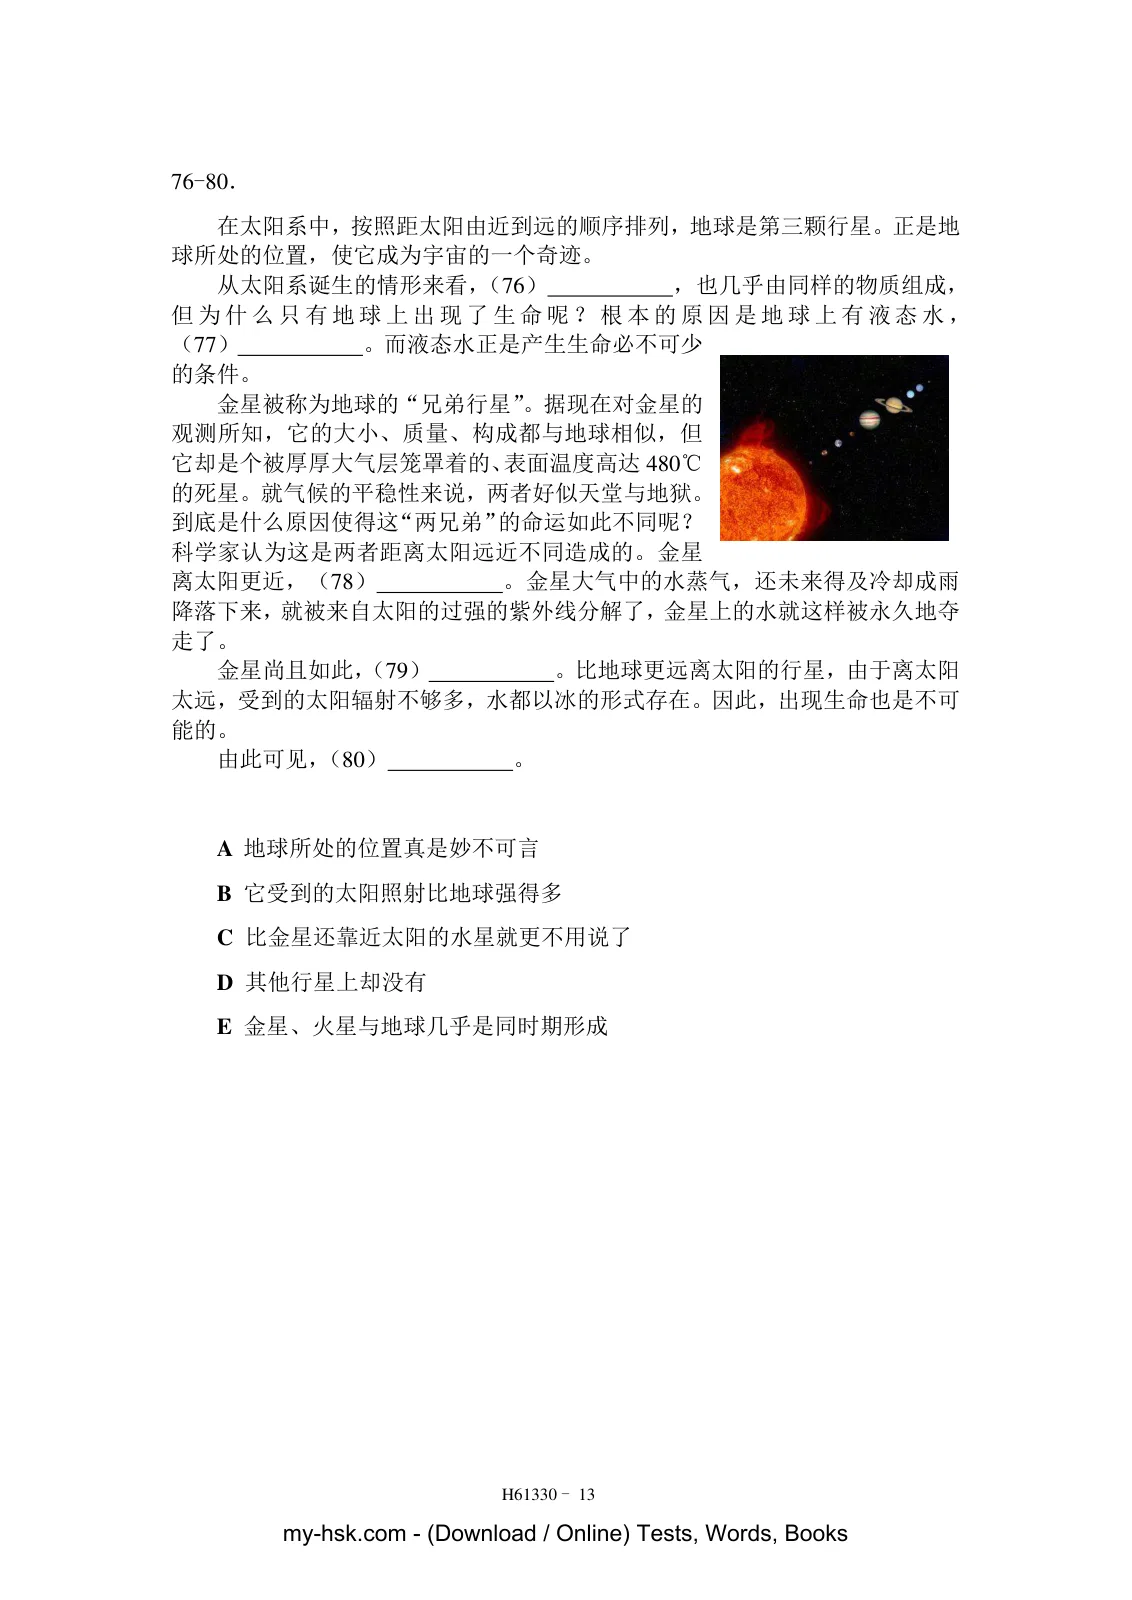 76-80.
在太阳系中，按照距太阳由近到远的顺序排列，地球是第三颗行星。正是地
球所处的位置，使它成为宇宙的一个奇迹。
从太阳系诞生的情形来看，（76）___________，也几乎由同样的物质组成，
但为什么只有地球上出现了生命呢？根本的原因是地球上有液态水，
（77）___________。而液态水正是产生生命必不可少
的条件。
金星被称为地球的“兄弟行星”。据现在对金星的
观测所知，它的大小、质量、构成都与地球相似，但
它却是个被厚厚大气层笼罩着的、表面温度高达 480℃
的死星。就气候的平稳性来说，两者好似天堂与地狱。
到底是什么原因使得这“两兄弟”的命运如此不同呢？
科学家认为这是两者距离太阳远近不同造成的。金星
离太阳更近，（78）___________。金星大气中的水蒸气，还未来得及冷却成雨
降落下来，就被来自太阳的过强的紫外线分解了，金星上的水就这样被永久地夺
走了。
金星尚且如此，（79）___________。比地球更远离太阳的行星，由于离太阳
太远，受到的太阳辐射不够多，水都以冰的形式存在。因此，出现生命也是不可
能的。
由此可见，（80）___________。
A 地球所处的位置真是妙不可言
B 它受到的太阳照射比地球强得多
C 比金星还靠近太阳的水星就更不用说了
D 其他行星上却没有
E 金星、火星与地球几乎是同时期形成
H61330 - 13
my-hsk.com - (Download / Online) Tests, Words, Books